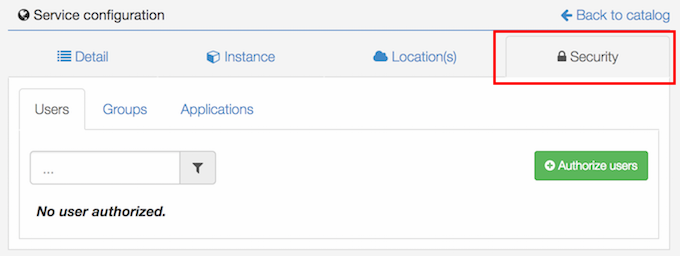 Service configuration
Back to catalog
Detail
Instance
Location(s)
Security
Users
Groups
Applications
...
Authorize users
No user authorized.